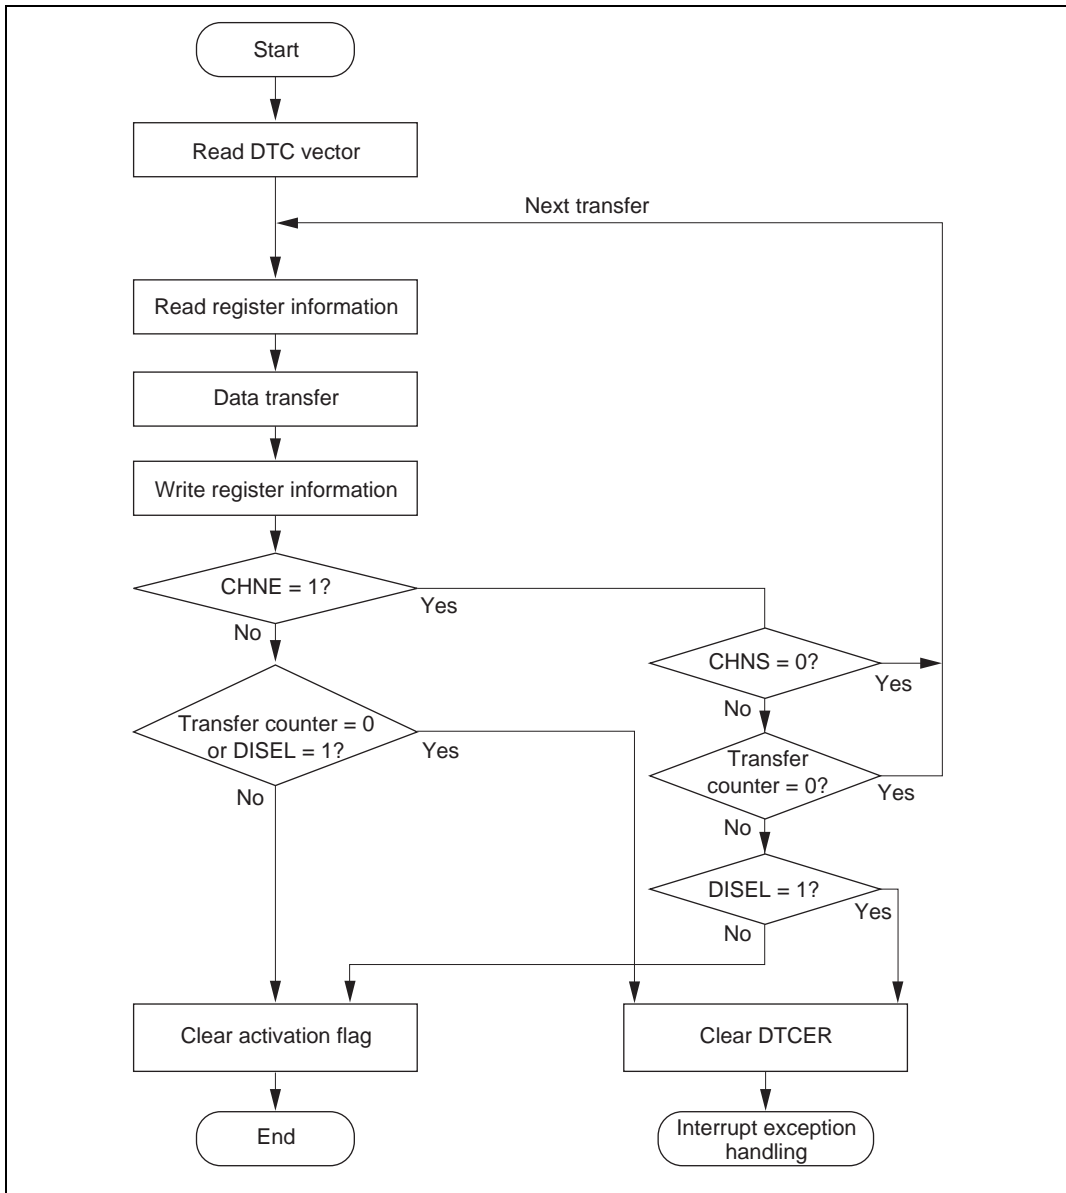 Start
Read DTC vector
Next transfer
Read register information
Data transfer
Write register information
CHNE = 1?
Yes
No
CHNS = 0?
Yes
No
Transfer counter = 0
or DISEL = 1?
Yes
No
Transfer
counter = 0?
Yes
No
DISEL = 1?
Yes
No
Clear activation flag
Clear DTCER
End
Interrupt exception
handling